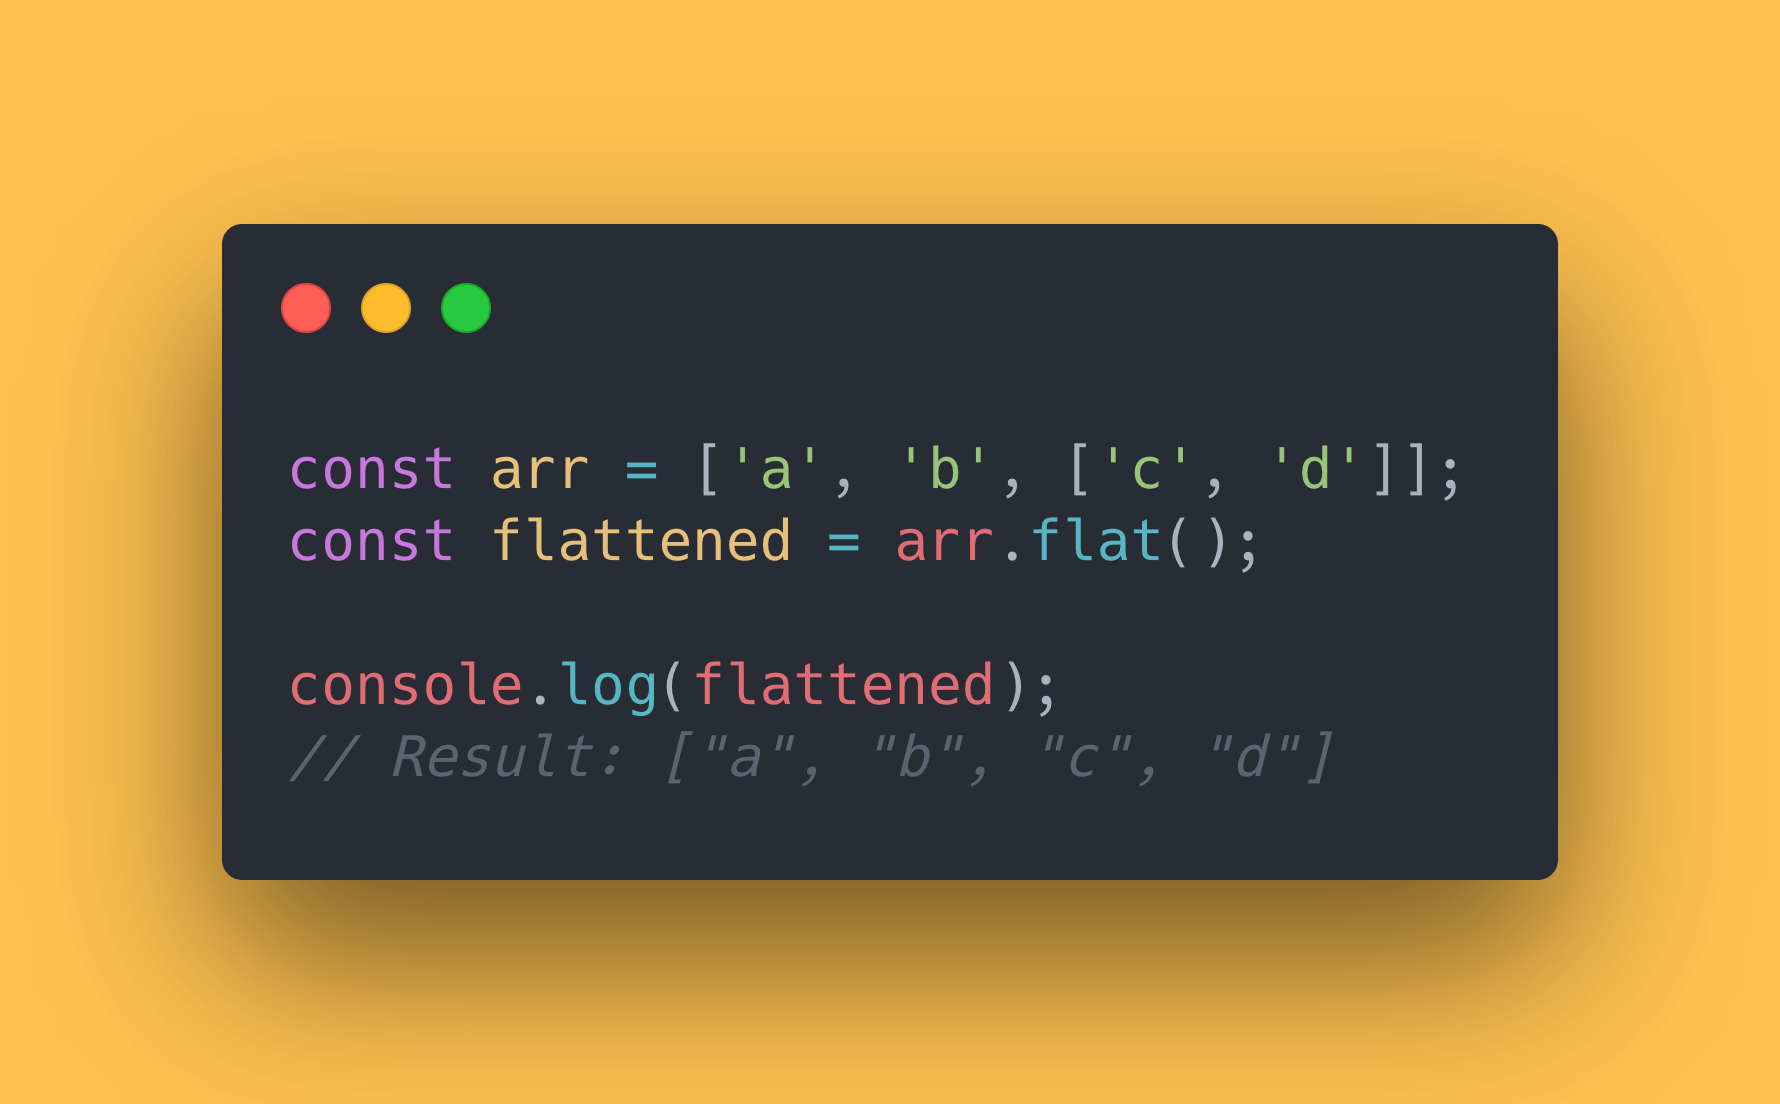 const arr = ['a', 'b', ['c', 'd']];
const flattened = arr.flat();
console.log(flattened);
// Result: ["a", "b", "c", "d"]